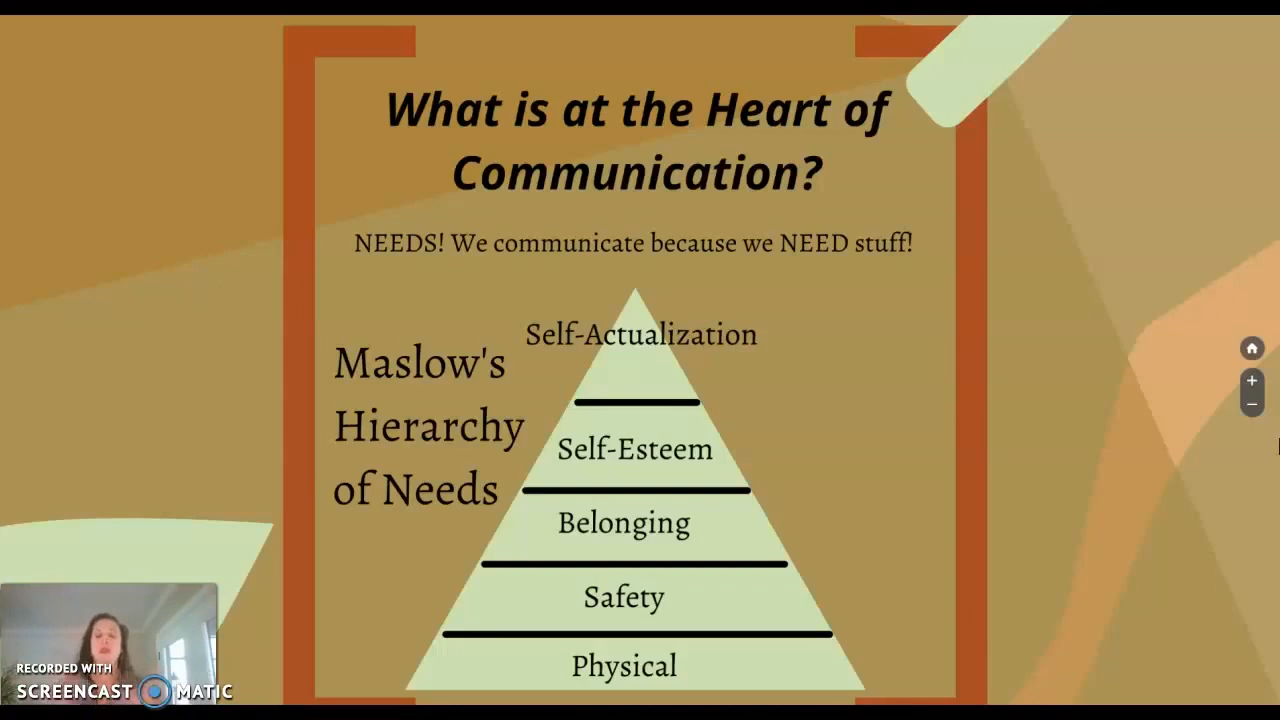 What is at the Heart of
Communication?
NEEDS! We communicate because we NEED stuff!
Maslow's
Hierarchy
of Needs
Self-Actualization
Self-Esteem
Belonging
Safety
Physical
RECORDED WITH
SCREENCAST MATIC